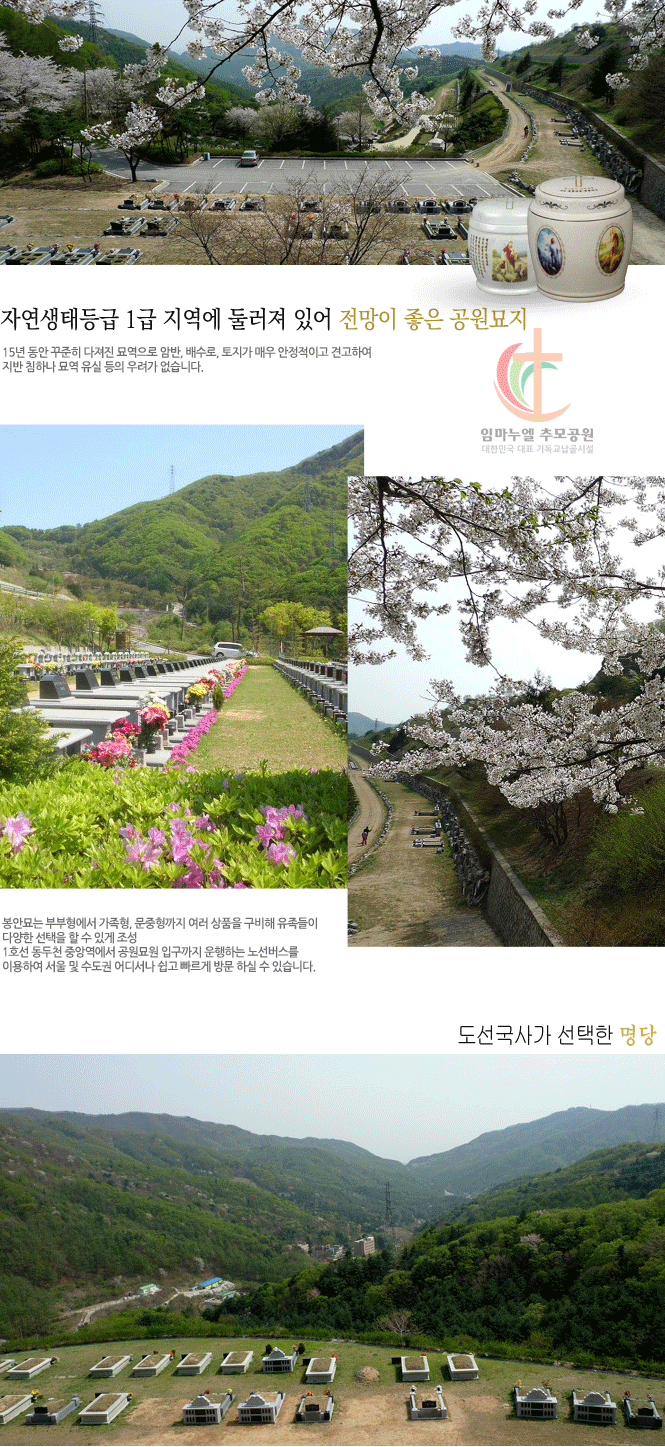 자연생태등급 1급 지역에 둘러져 있어 전망이 좋은 공원묘지
15년 동안 꾸준히 다져진 묘역으로 암반, 배수로, 토지가 매우 안정적이고 견고하여
지반 침하나 묘역 유실 등의 우려가 없습니다.
임마누엘 추모공원
대한민국 대표 기독교납골시설
봉안묘는 부부형에서 가족형, 문중형까지 여러 상품을 구비해 유족들이
다양한 선택을 할 수 있게 조성
1호선 동두천 중앙역에서 공원묘원 입구까지 운행하는 노선버스를
이용하여 서울 및 수도권 어디서나 쉽고 빠르게 방문 하실 수 있습니다.
도선국사가 선택한 명당